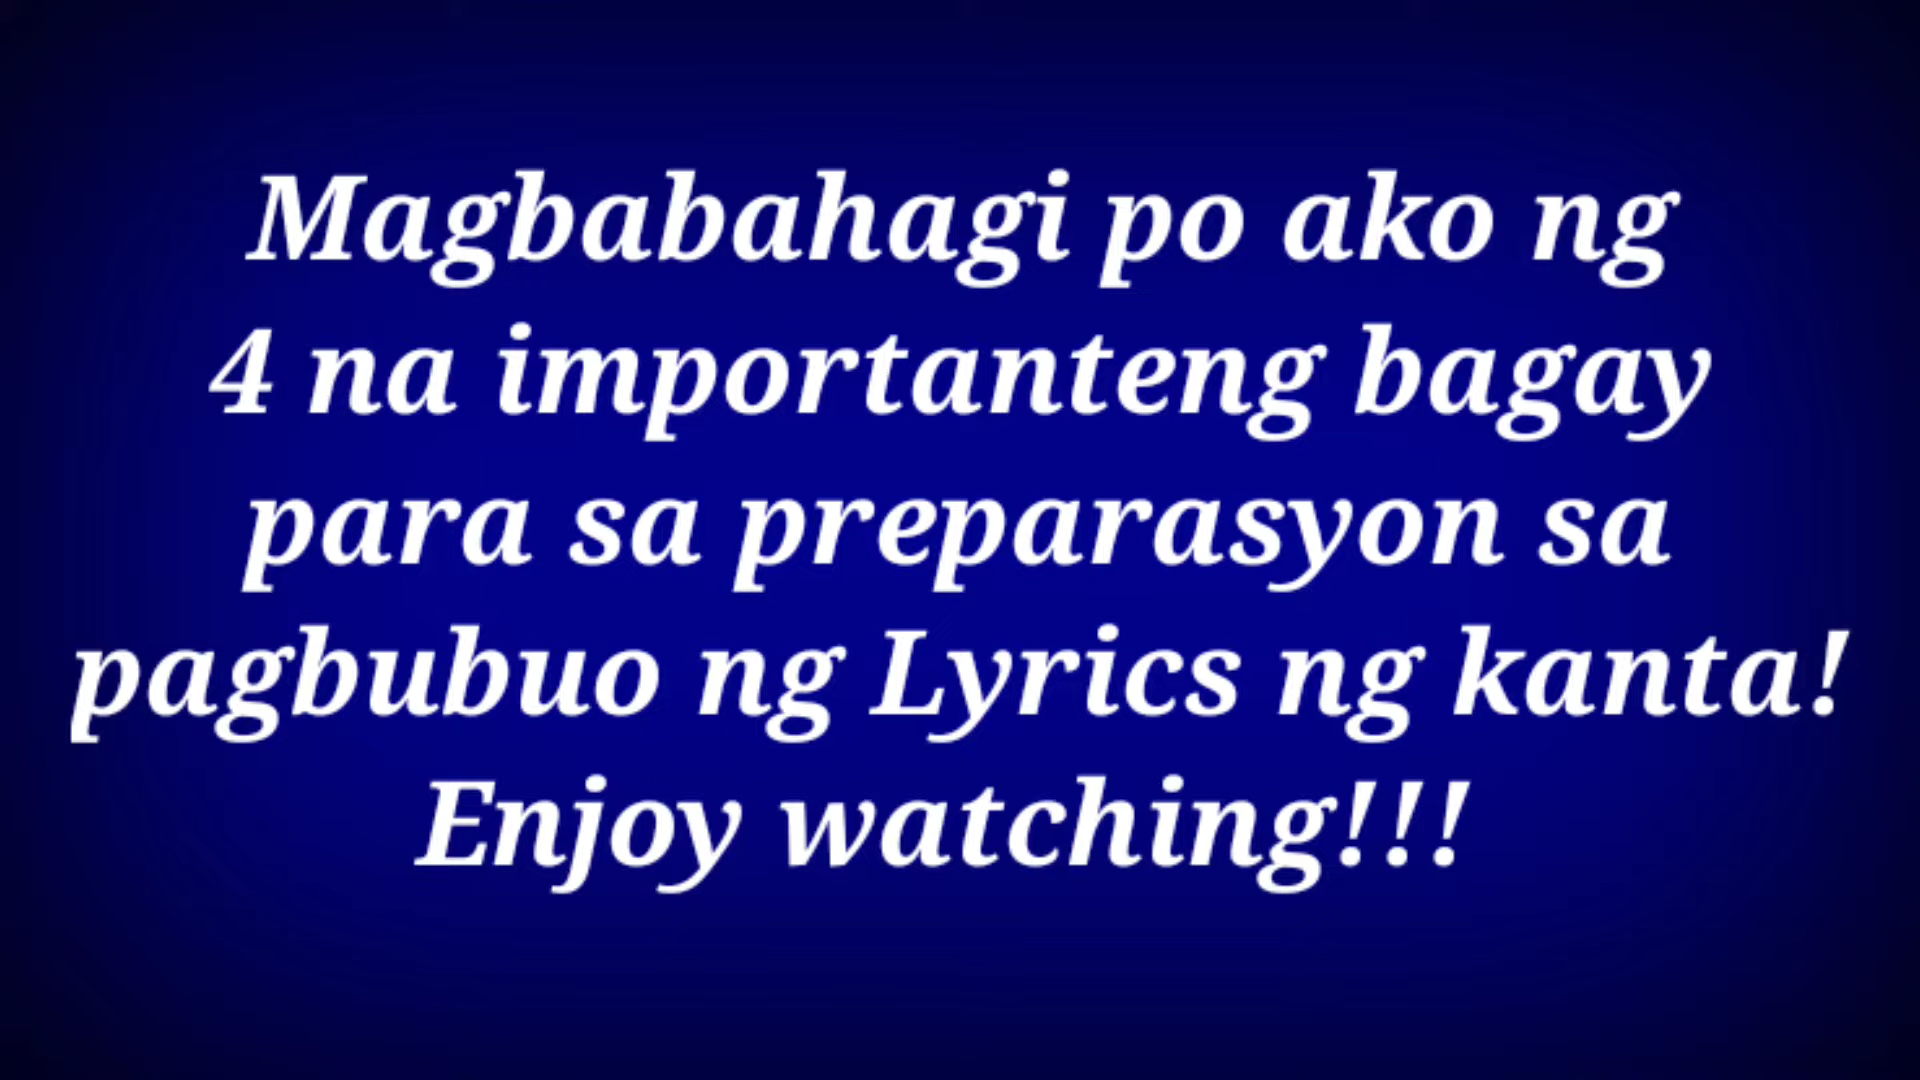 Magbabahagi po ako ng
4 na importanteng bagay
para sa preparasyon sa
pagbubuo ng Lyrics ng kanta!
Enjoy watching!!!